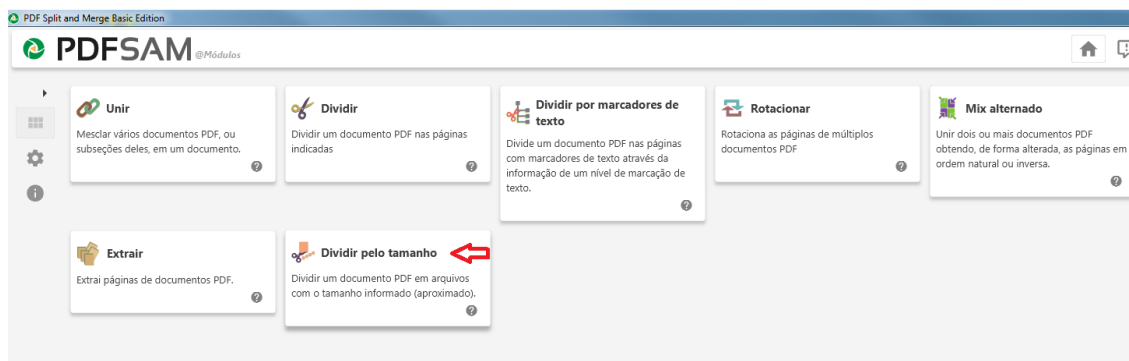 PDF Split and Merge Basic Edition
PDFSAM @Módulos
Unir
Mesclar vários documentos PDF, ou
subseções deles, em um documento.
Dividir
Dividir um documento PDF nas páginas
indicadas
Dividir por marcadores de
texto
Divide um documento PDF nas páginas
com marcadores de texto através da
informação de um nível de marcação de
texto.
Rotacionar
Rotaciona as páginas de múltiplos
documentos PDF
Mix alternado
Unir dois ou mais documentos PDF
obtendo, de forma alterada, as páginas em
ordem natural ou inversa.
Extrair
Extrai páginas de documentos PDF.
Dividir pelo tamanho
Dividir um documento PDF em arquivos
com o tamanho informado (aproximado).